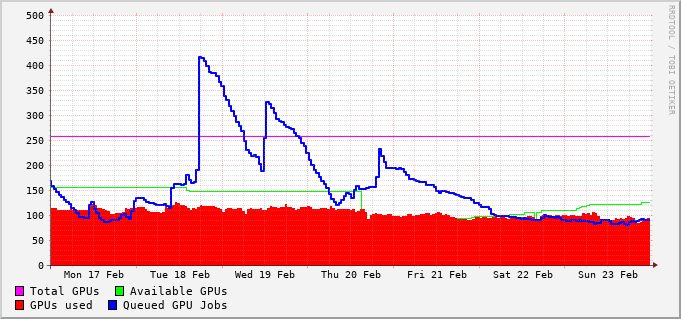 500
450
400
350
300
250
200
150
100
50
0
Mon 17 Feb Tue 18 Feb Wed 19 Feb Thu 20 Feb Fri 21 Feb Sat 22 Feb Sun 23 Feb
Total GPUs Available GPUs
GPUs used Queued GPU Jobs
RRDTOOL / TOBI OETIKER